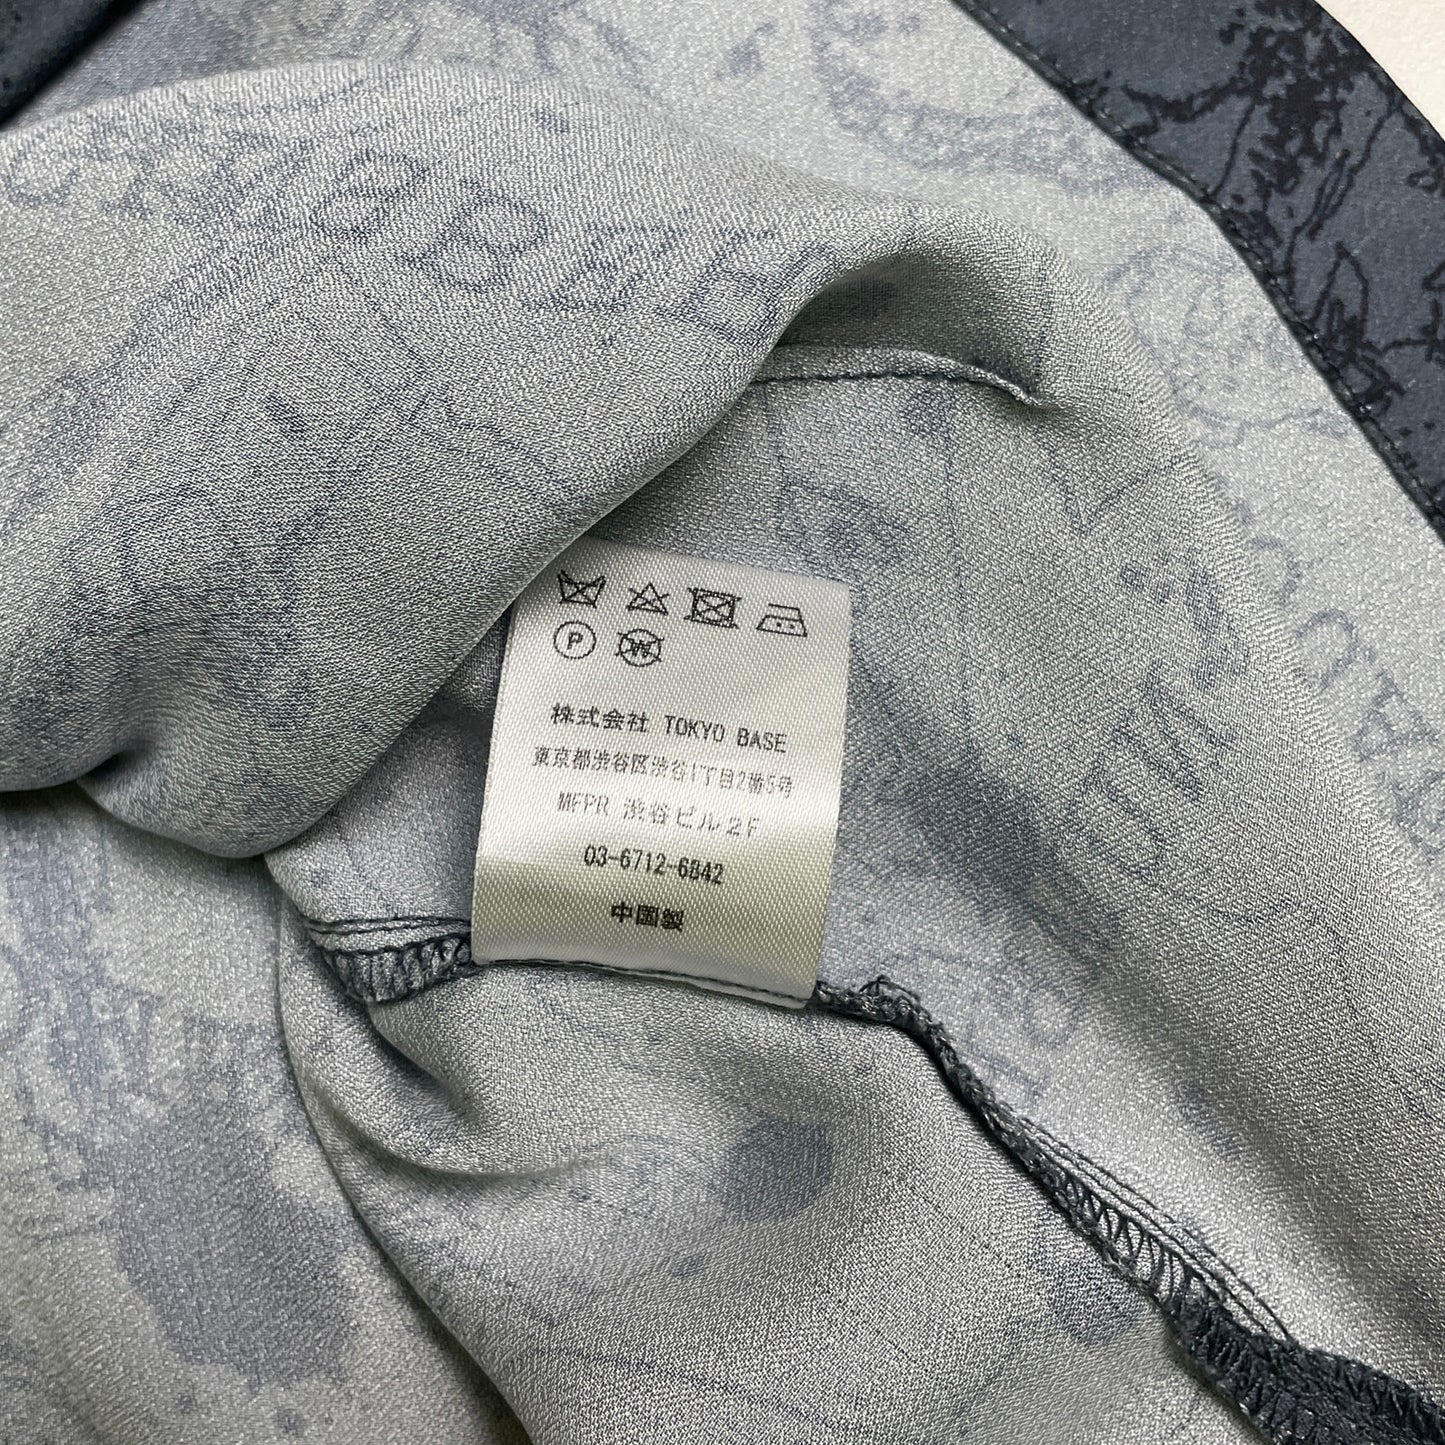 P W
株式会社 TOKYO BASE
東京都渋谷区渋谷1丁目2番5号
MFPR 渋谷ビル2F
03-6712-6842
中国製